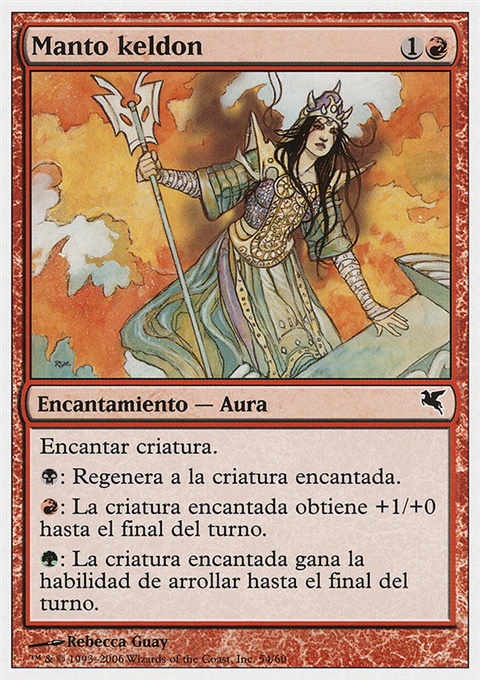 Manto keldon 1
Encantamiento — Aura
Encantar criatura.
: Regenera a la criatura encantada.
: La criatura encantada obtiene +1/+0
hasta el final del turno.
: La criatura encantada gana la
habilidad de arrollar hasta el final del
turno.
Rebecca Guay
™ & © 1993-2006 Wizards of the Coast, Inc. 54/60